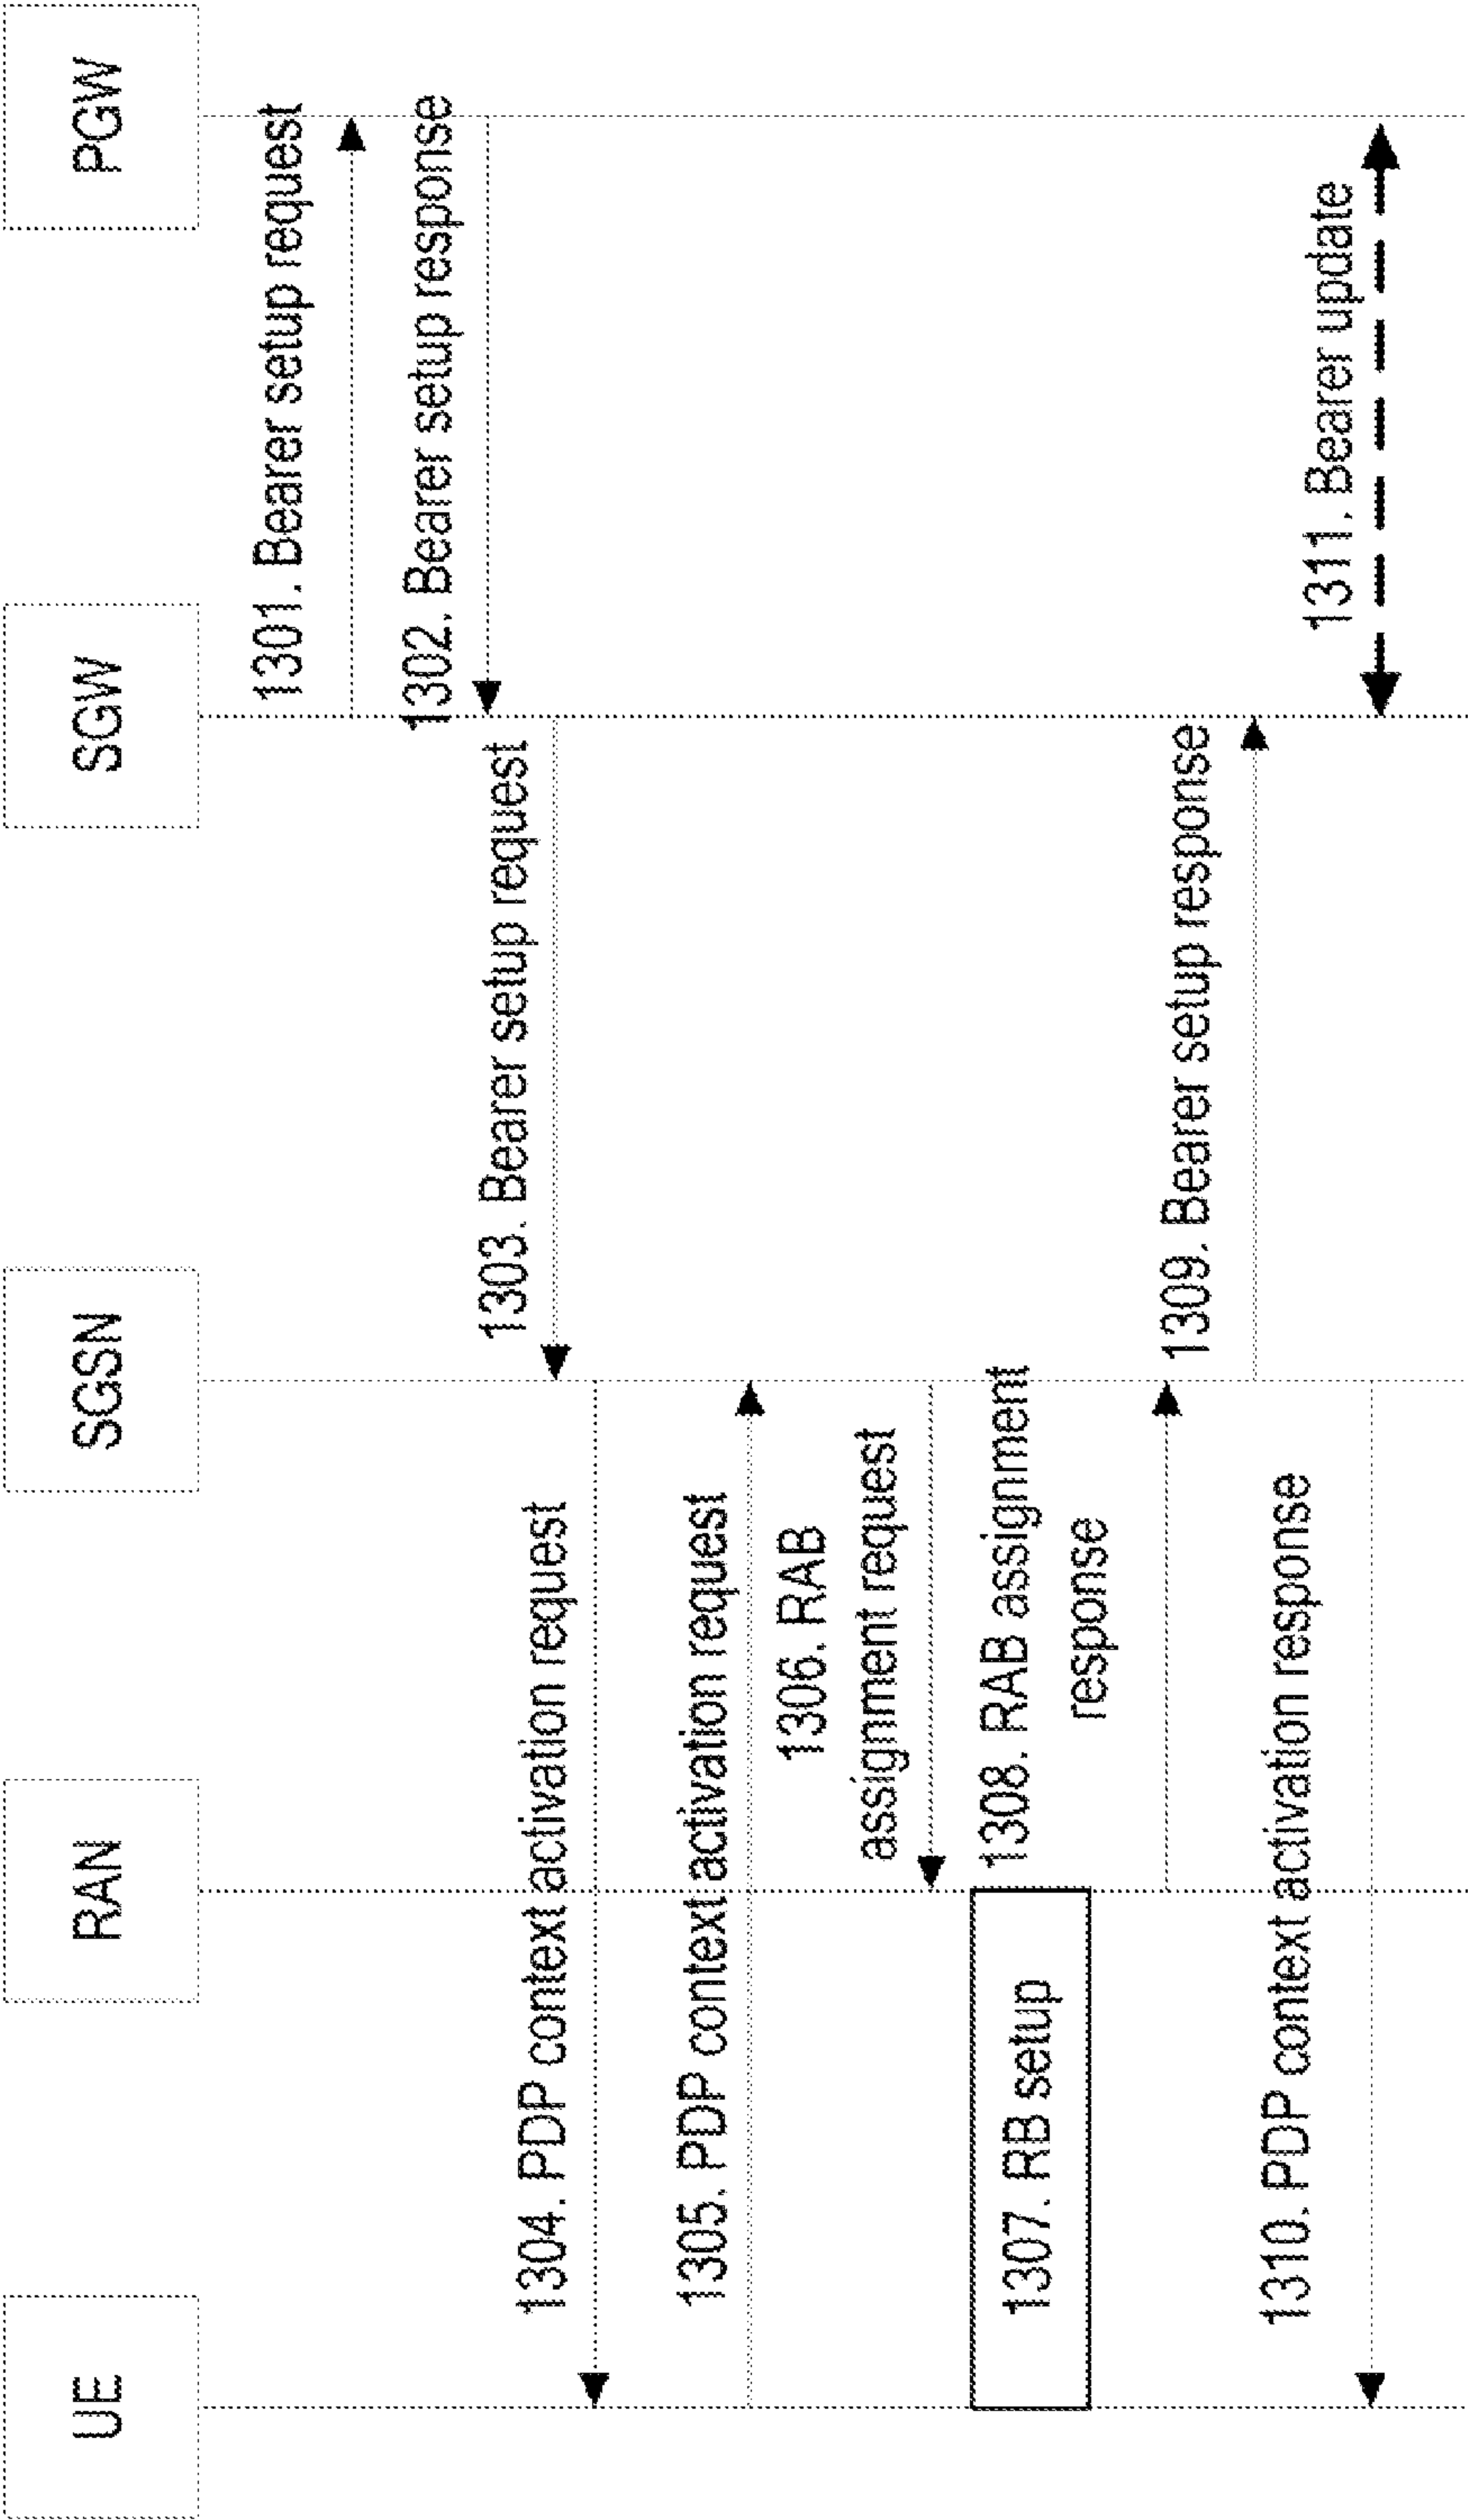 UE
RAN
SGSN
SGW
PGW
1301. Bearer setup request
1302. Bearer setup response
1303. Bearer setup request
1304. PDP context activation request
1305. PDP context activation request
1306. RAB
assignment request
1307. RB setup
1308. RAB assignment
response
1309. Bearer setup response
1310. PDP context activation response
1311. Bearer update